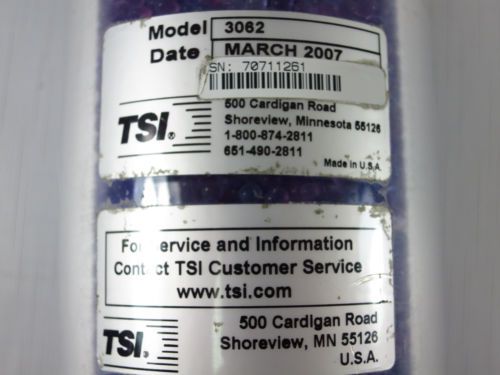 Model 3062
Date MARCH 2007
SN: 70711261
TSI®
500 Cardigan Road
Shoreview, Minnesota 55126
1-800-874-2811
651-490-2811
Made in U.S.A.
For Service and Information
Contact TSI Customer Service
www.tsi.com
TSI®
500 Cardigan Road
Shoreview, MN 55126
U.S.A.